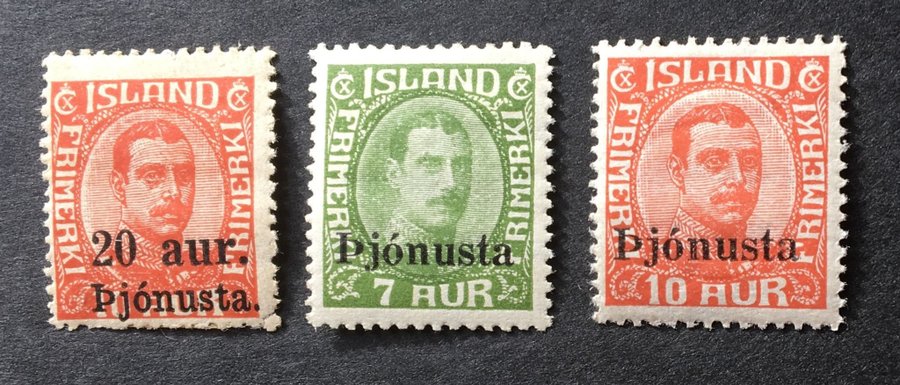 ISLAND
FRIMERKI
FRIMERKI
20 aur.
Þjónusta.
ISLAND
FRIMERKI
FRIMERKI
Þjónusta
7 AUR
ISLAND
FRIMERKI
FRIMERKI
Þjónusta
10 AUR